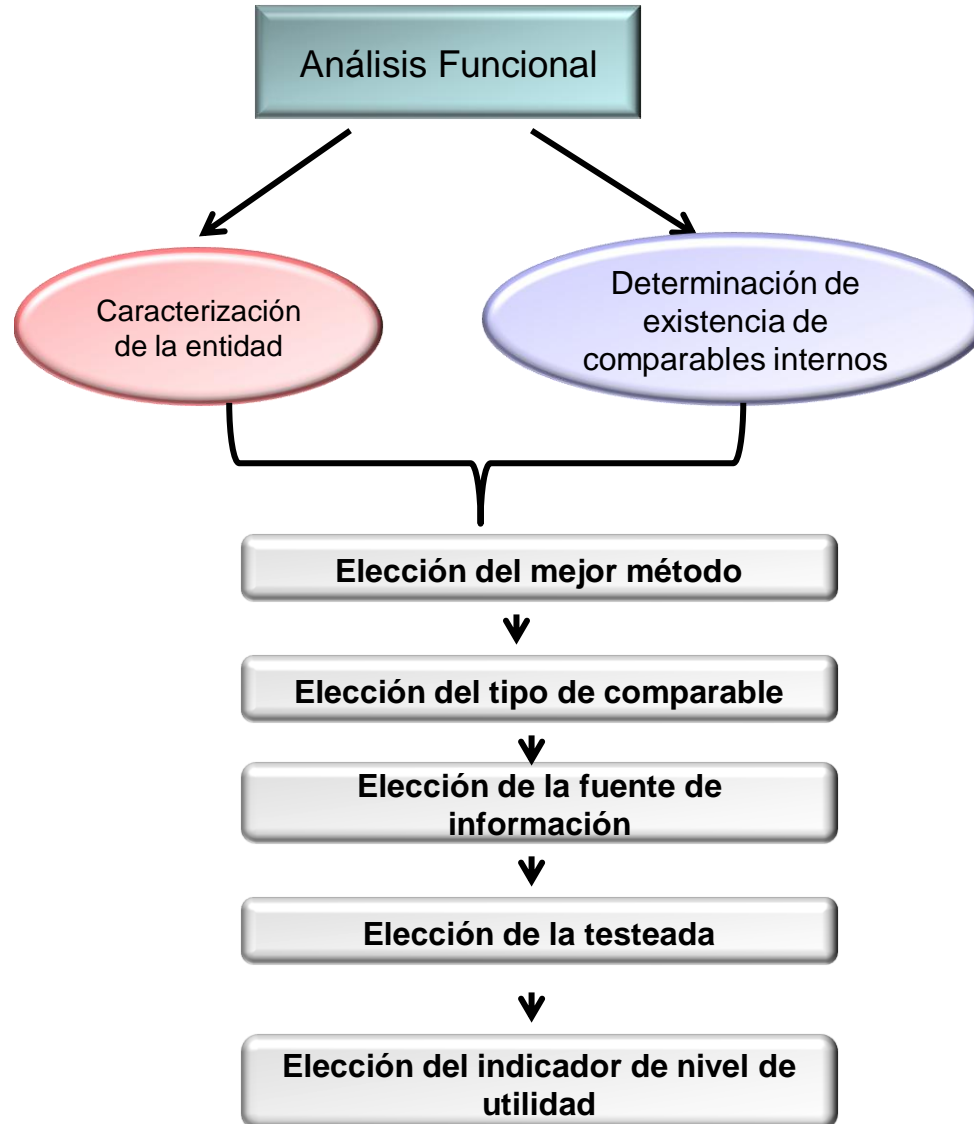 Análisis Funcional
Caracterización
de la entidad
Determinación de
existencia de
comparables internos
Elección del mejor método
Elección del tipo de comparable
Elección de la fuente de
información
Elección de la testeada
Elección del indicador de nivel de
utilidad